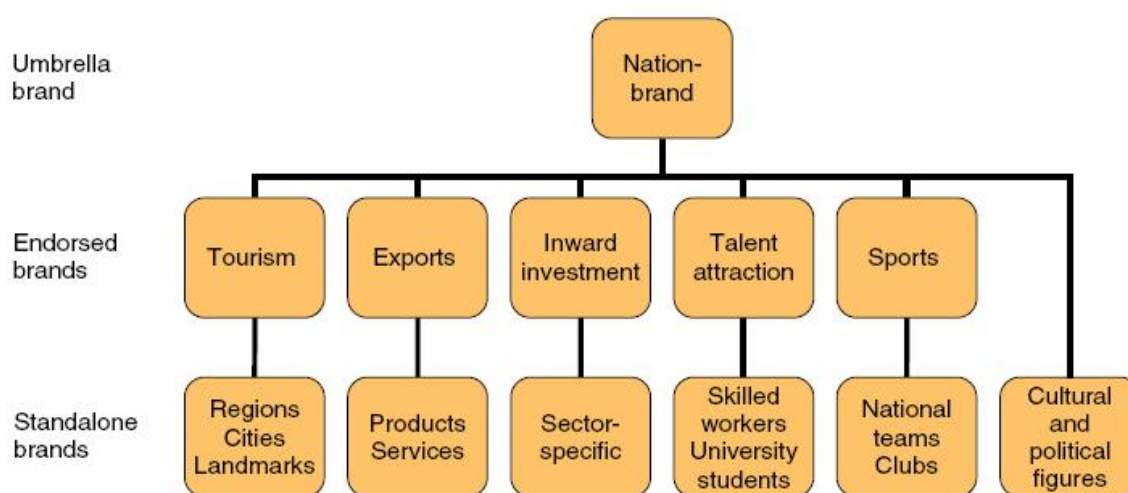 Umbrella
brand
Nation-
brand
Endorsed
brands
Tourism
Exports
Inward
investment
Talent
attraction
Sports
Standalone
brands
Regions
Cities
Landmarks
Products
Services
Sector-
specific
Skilled
workers
University
students
National
teams
Clubs
Cultural
and
political
figures